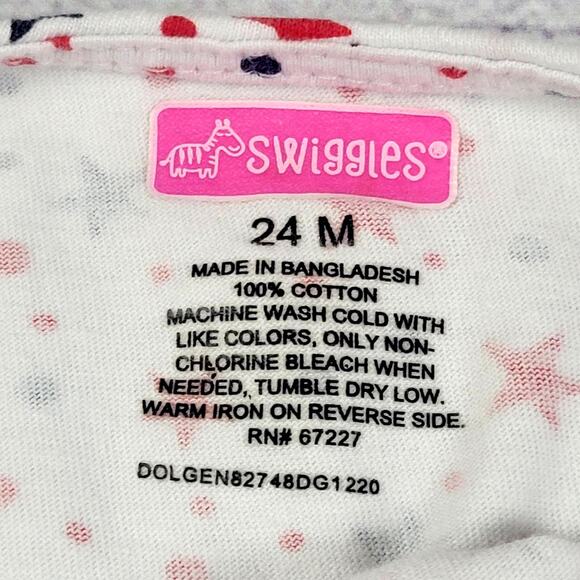 SWiggles®
24 M
MADE IN BANGLADESH
100% COTTON
MACHINE WASH COLD WITH
LIKE COLORS, ONLY NON-
CHLORINE BLEACH WHEN
NEEDED, TUMBLE DRY LOW.
WARM IRON ON REVERSE SIDE.
RN# 67227
DOLGEN82748DG1220